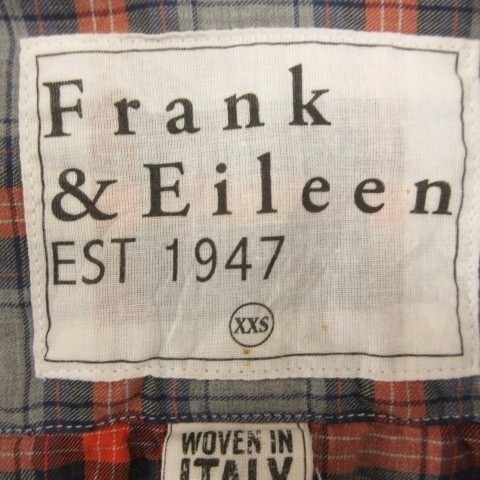 Frank
& Eileen
EST 1947
XXS
WOVEN IN
ITALY